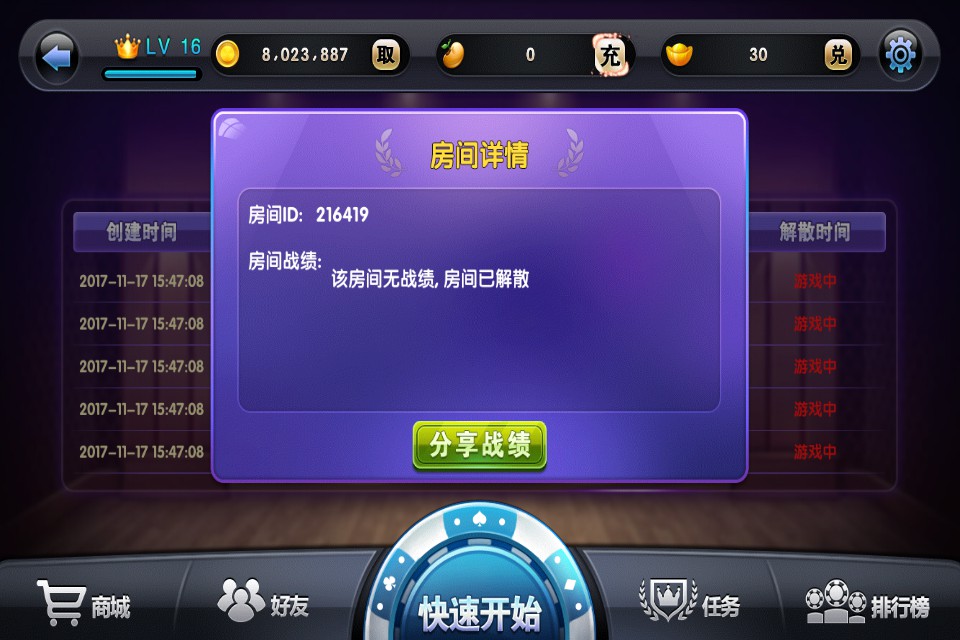 LV 16
8,023,887 取
0 充
30 兑
房间详情
房间ID: 216419
房间战绩:
该房间无战绩,房间已解散
分享战绩
创建时间
解散时间
2017-11-17 15:47:08
游戏中
2017-11-17 15:47:08
游戏中
2017-11-17 15:47:08
游戏中
2017-11-17 15:47:08
游戏中
2017-11-17 15:47:08
游戏中
商城
好友
快速开始
任务
排行榜